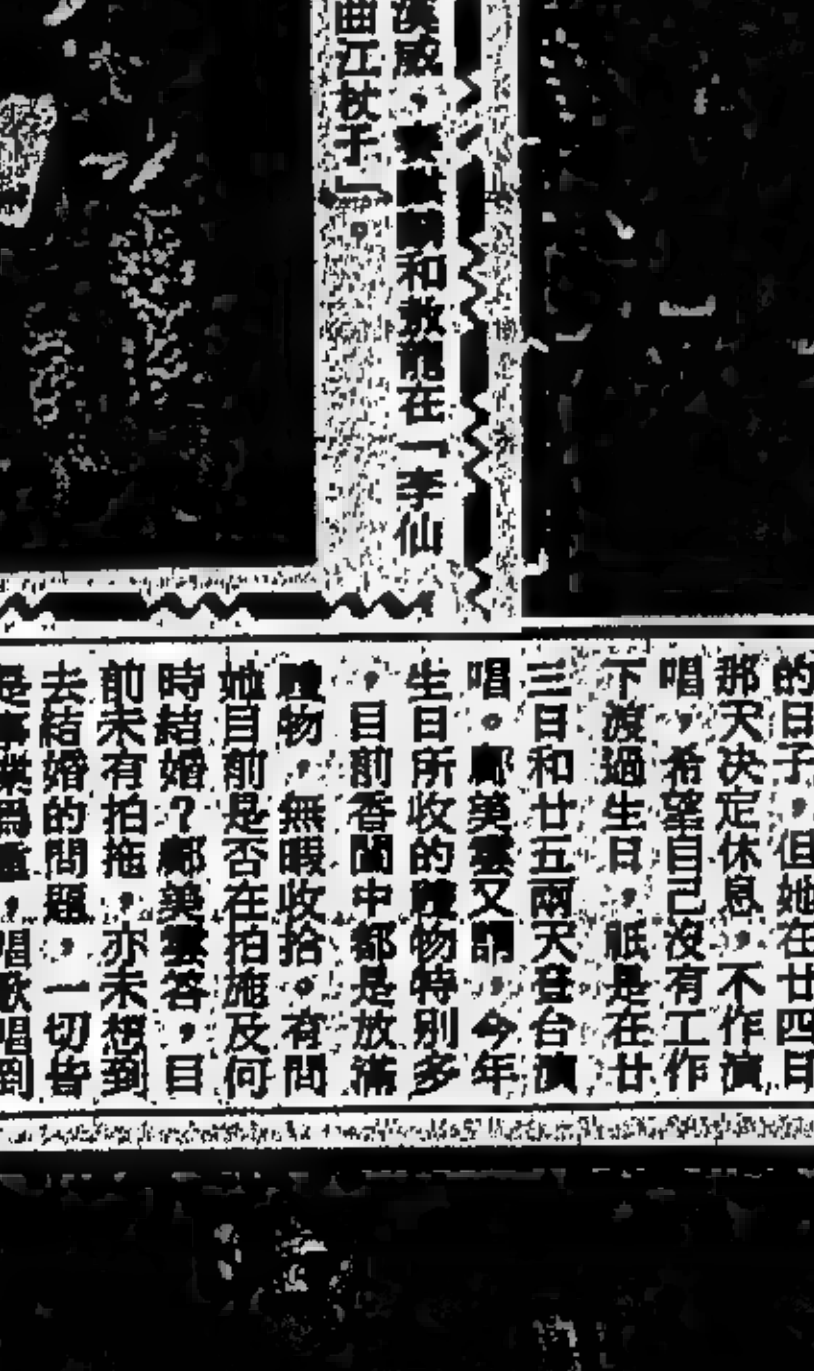 漢威，
和敖龍在「李仙
曲江杖于』。
的日子，但她在廿四日
那天决定休息，不作演
唱，希望自己沒有工作
下渡過生日，祇是在廿
三日和廿五兩天登台演
唱。鄺美雲又謂，今年
生日所收的禮物特別多
，目前香閨中都是放滿
禮物，無暇收拾。有問
她目前是否在拍拖及何
時結婚？鄺美雲答，目
前未有拍拖，亦未想到
去結婚的問題，一切皆
是事業爲重，唱歌唱到